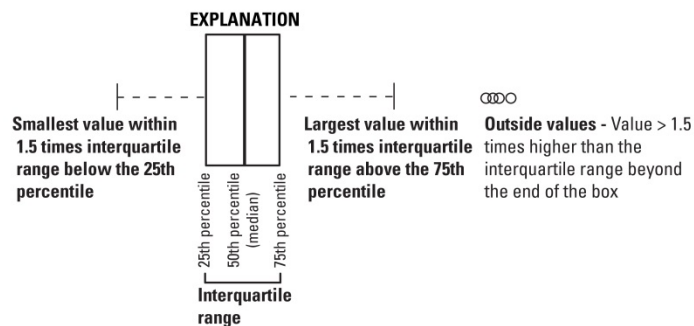 EXPLANATION
Smallest value within
1.5 times interquartile
range below the 25th
percentile
Largest value within
1.5 times interquartile
range above the 75th
percentile
Outside values - Value > 1.5
times higher than the
interquartile range beyond
the end of the box
25th percentile
50th percentile
(median)
75th percentile
Interquartile
range